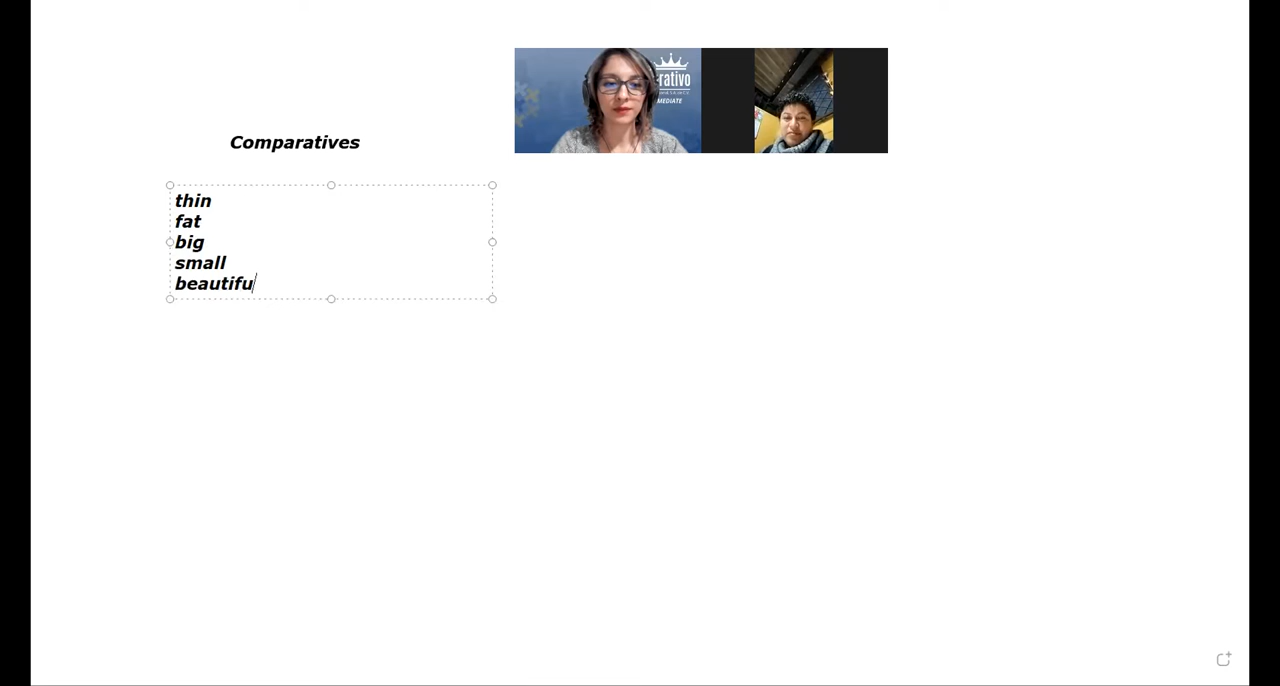 rativo
MEDIATE
Comparatives
thin
fat
big
small
beautifu